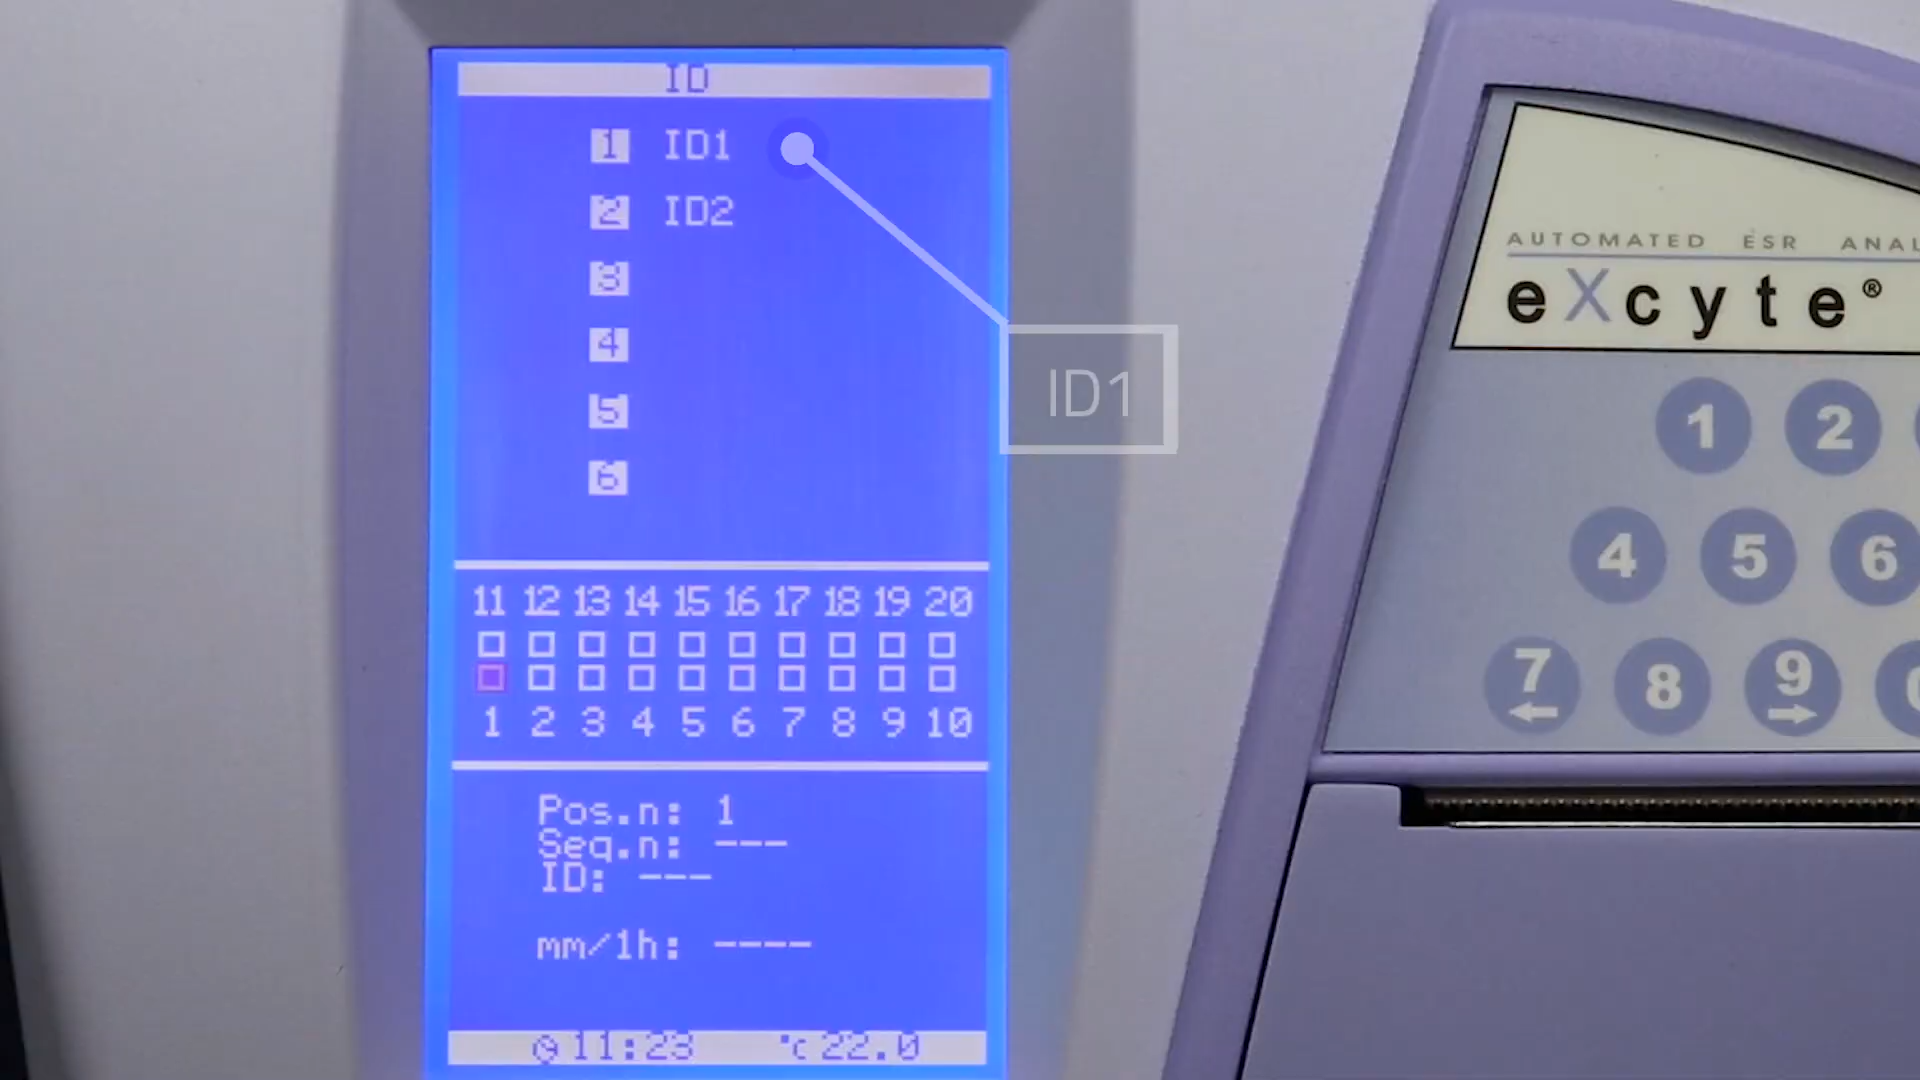 ID
1 ID1
2 ID2
3
4
5
6
11 12 13 14 15 16 17 18 19 20
1 2 3 4 5 6 7 8 9 10
Pos.n: 1
Seq.n: ---
ID: ---
mm/1h: ----
11:23 °C 22.0
ID1
AUTOMATED ESR ANAL
eXcyte®
1 2
4 5 6
7 8 9 0